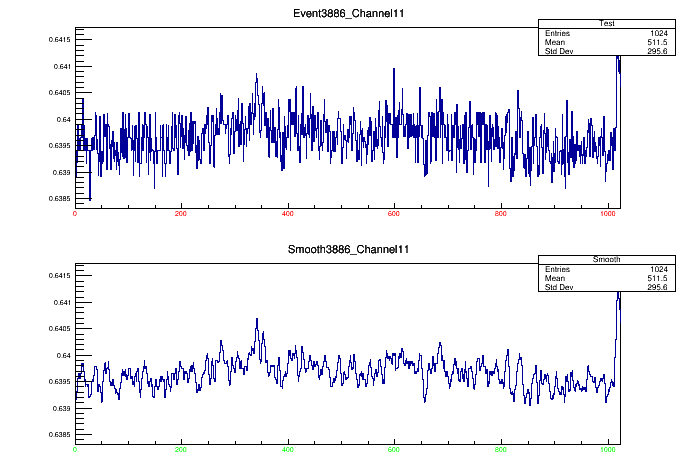 Event3886_Channel11
Test
Entries 1024
Mean 511.5
Std Dev 295.6
0.6415
0.641
0.6405
0.64
0.6395
0.639
0.6385
0 200 400 600 800 1000
Smooth3886_Channel11
Smooth
Entries 1024
Mean 511.5
Std Dev 295.6
0.6415
0.641
0.6405
0.64
0.6395
0.639
0.6385
0 200 400 600 800 1000